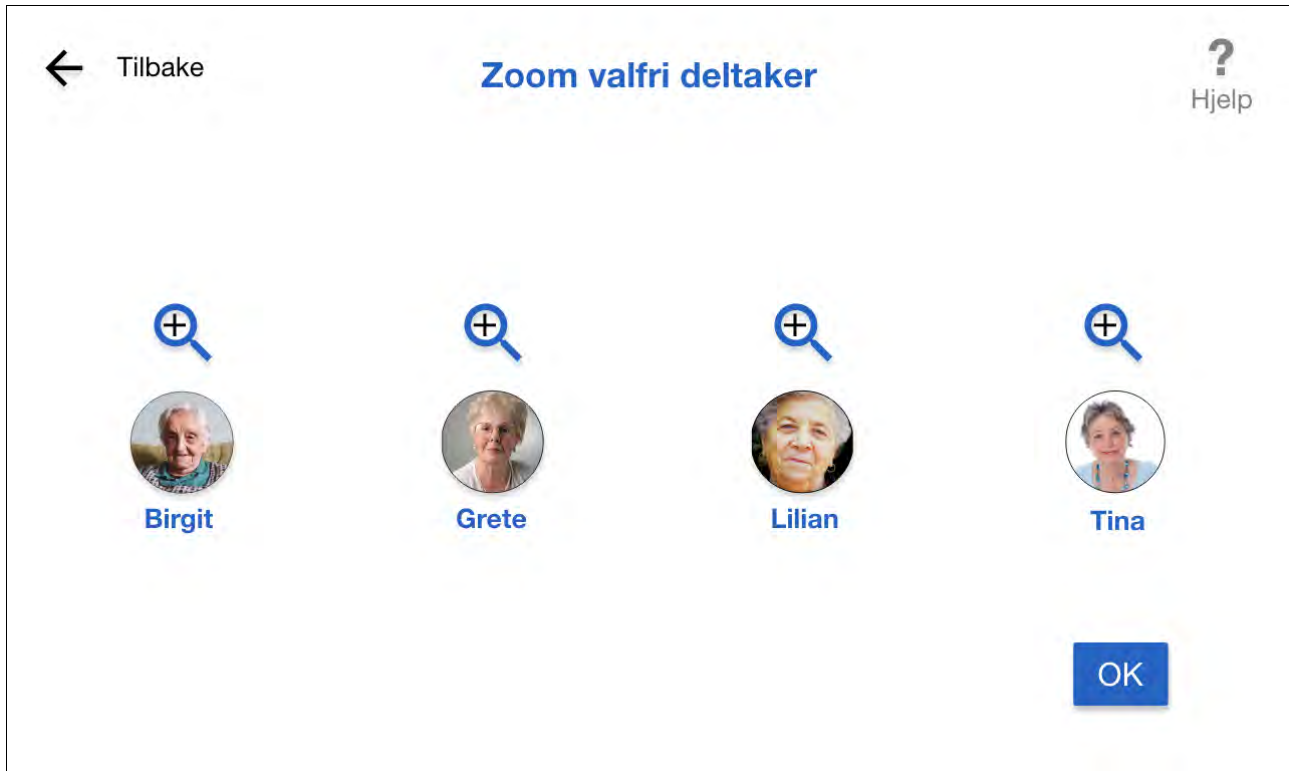 Tilbake
Zoom valfri deltaker
?
Hjelp
Birgit
Grete
Lilian
Tina
OK